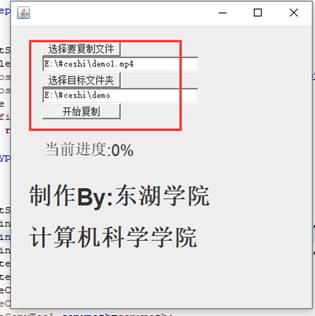 选择要复制文件
E:\#ceshi\demo1.mp4
选择目标文件夹
E:\#ceshi\demo
开始复制
当前进度:0%
制作By:东湖学院
计算机科学学院